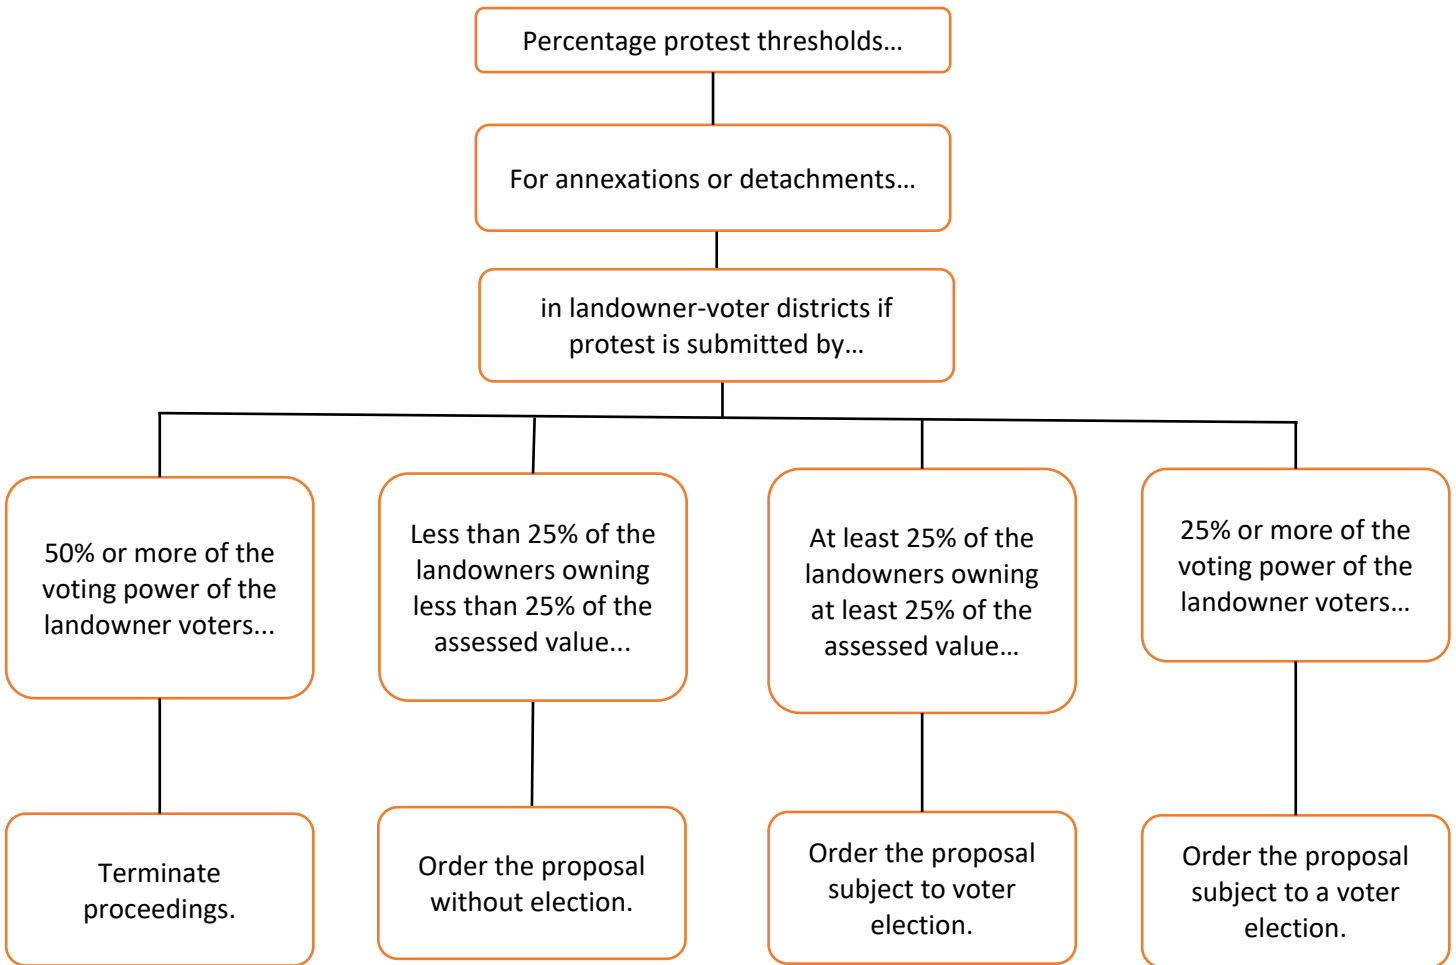 Percentage protest thresholds…
For annexations or detachments…
in landowner-voter districts if
protest is submitted by…
50% or more of the
voting power of the
landowner voters...
Less than 25% of the
landowners owning
less than 25% of the
assessed value...
At least 25% of the
landowners owning
at least 25% of the
assessed value…
25% or more of the
voting power of the
landowner voters…
Terminate
proceedings.
Order the proposal
without election.
Order the proposal
subject to voter
election.
Order the proposal
subject to a voter
election.